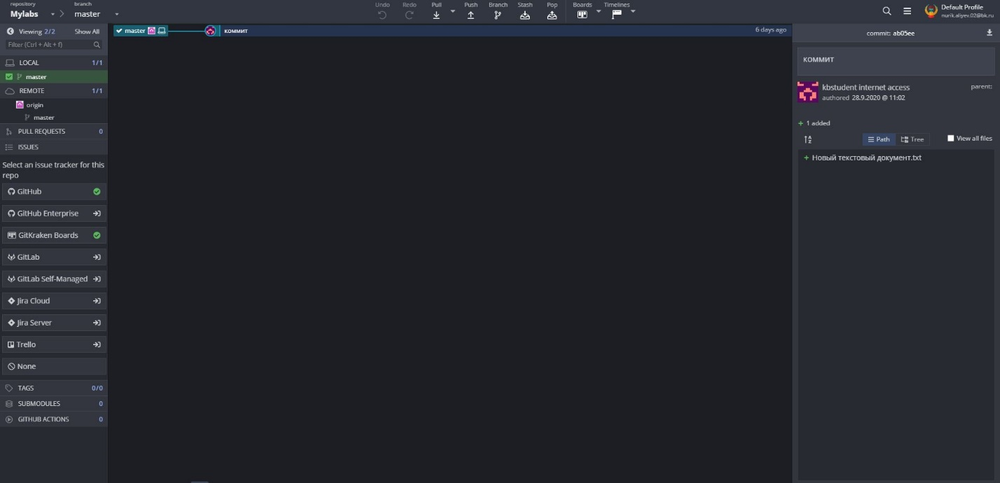 repository
Mylabs
branch
master
Undo
Redo
Pull
Push
Branch
Stash
Pop
Boards
Timelines
Default Profile
nurik.aliyev.02@bk.ru
Viewing 2/2
Show All
Filter (Ctrl + Alt + f)
LOCAL 1/1
master
REMOTE 1/1
origin
master
PULL REQUESTS 0
ISSUES
Select an issue tracker for this
repo
GitHub
GitHub Enterprise
GitKraken Boards
GitLab
GitLab Self-Managed
Jira Cloud
Jira Server
Trello
None
TAGS 0/0
SUBMODULES 0
GITHUB ACTIONS 0
master
коммит
6 days ago
commit: ab05ee
коммит
kbstudent internet access
parent:
authored 28.9.2020 @ 11:02
+ 1 added
Path
Tree
View all files
+ Новый текстовый документ.txt